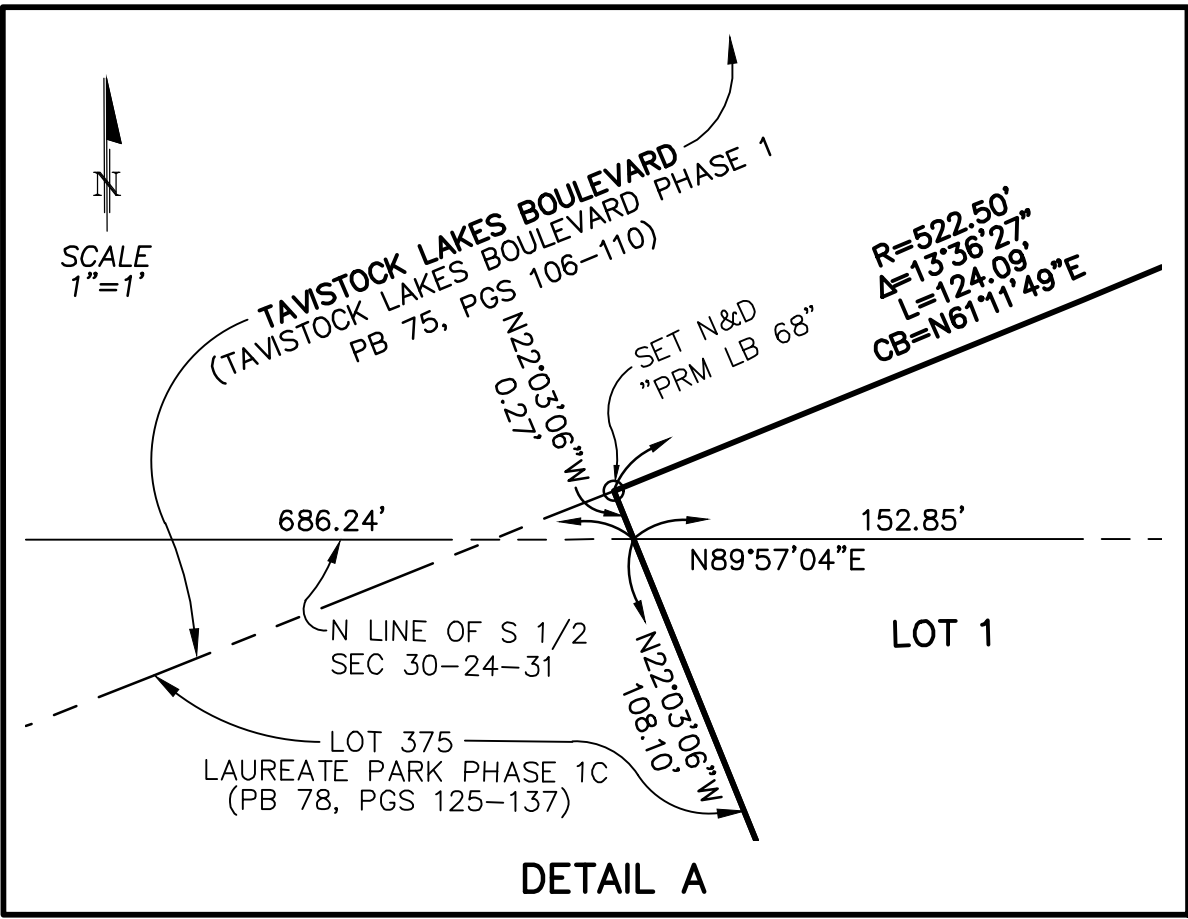 N
SCALE
1"=1'
TAVISTOCK LAKES BOULEVARD
(TAVISTOCK LAKES BOULEVARD PHASE 1
PB 75, PGS 106-110)
R=522.50'
Δ=13°36'27"
L=124.09'
CB=N61°11'49"E
SET N&D
"PRM LB 68"
N22°03'06"W
0.27'
686.24'
152.85'
N89°57'04"E
N LINE OF S 1/2
SEC 30-24-31
LOT 1
N22°03'06"W
108.10'
LOT 375
LAUREATE PARK PHASE 1C
(PB 78, PGS 125-137)
DETAIL A